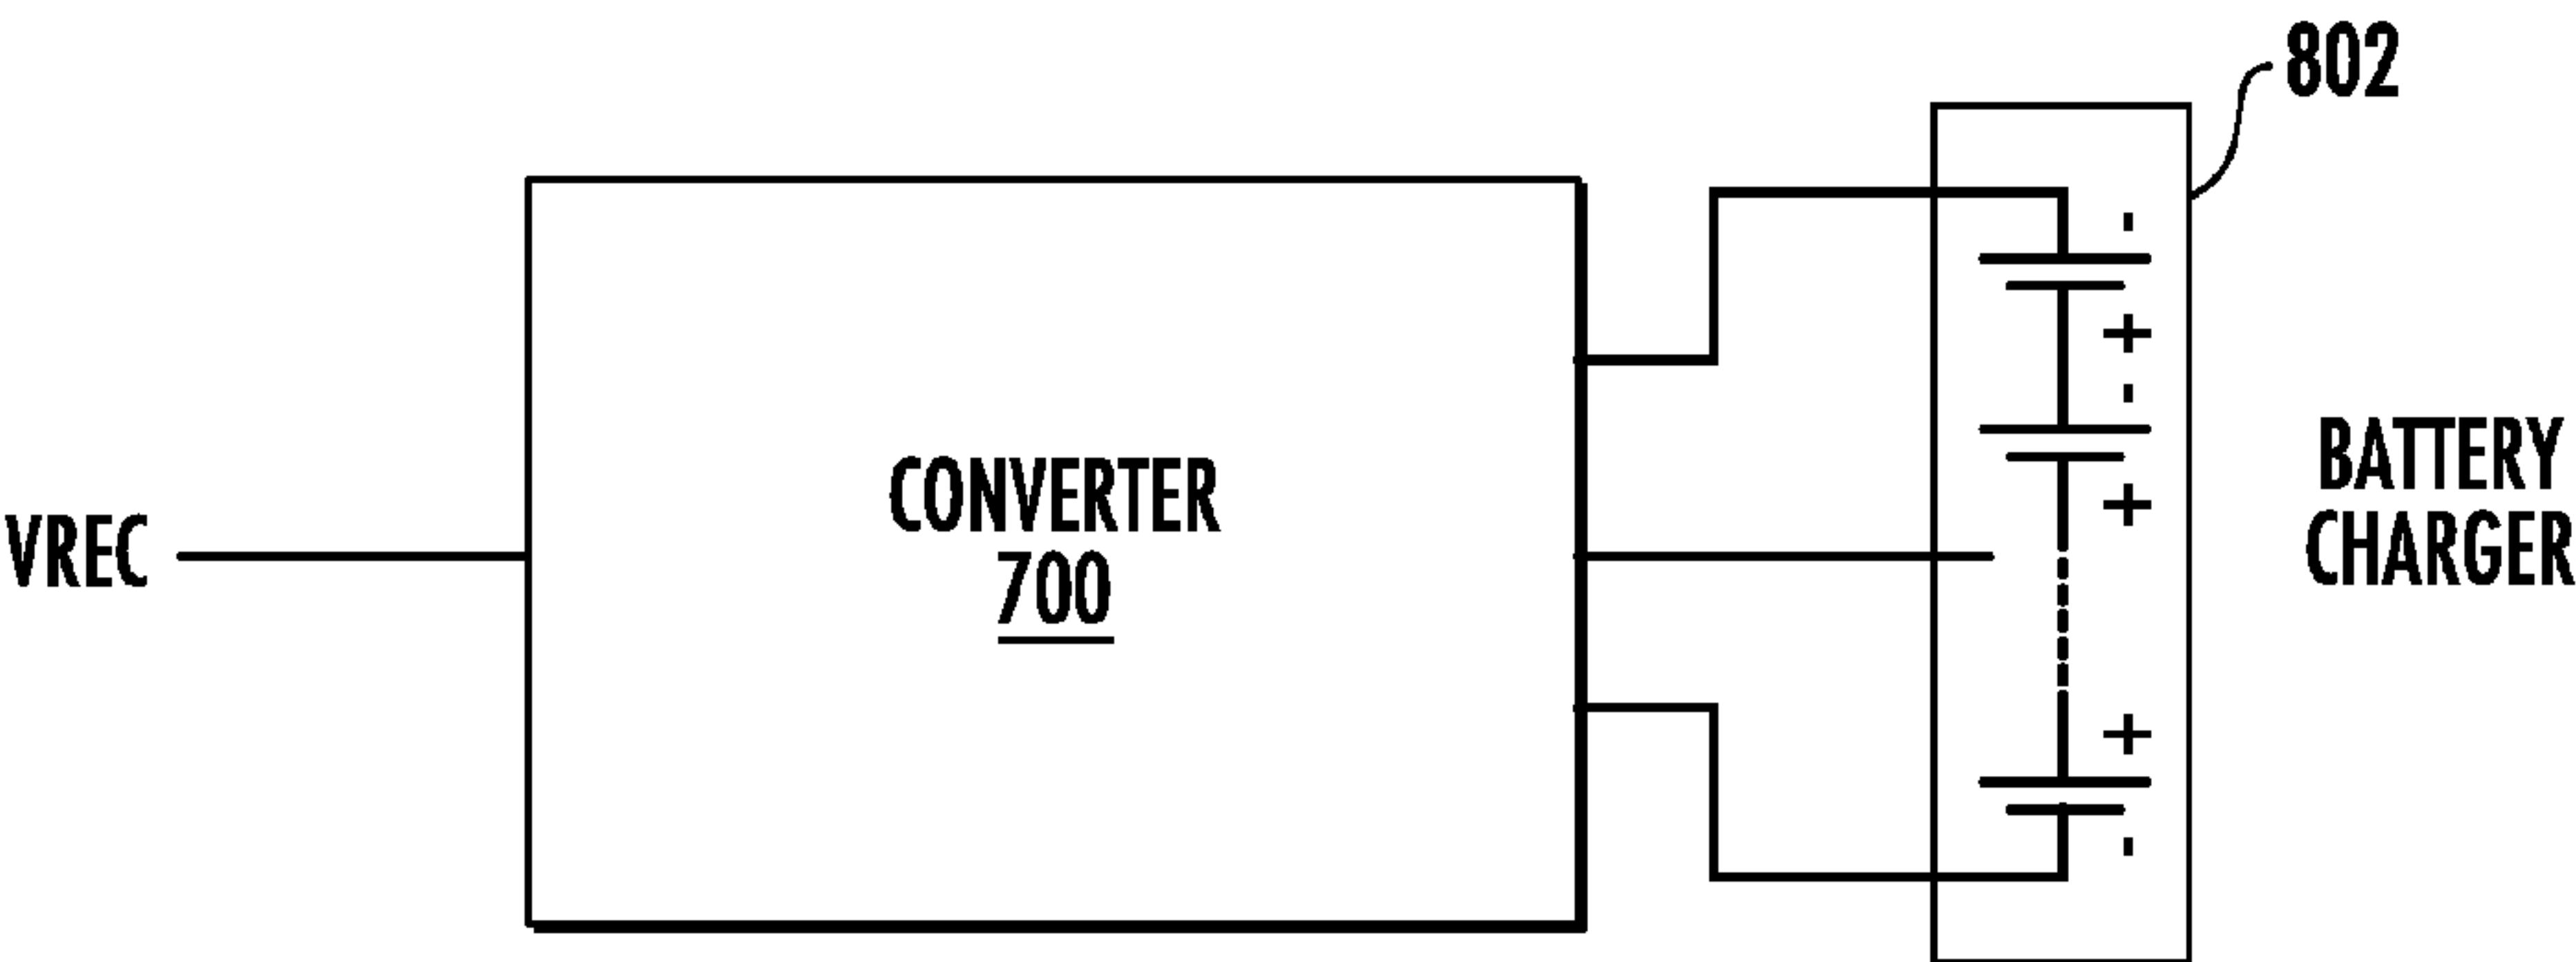 802
-
+
-
+
+
-
BATTERY
CHARGER
VREC
CONVERTER
700